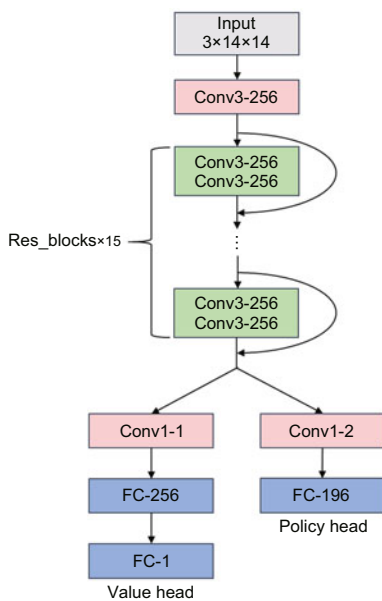 Input
3×14×14
Conv3-256
Conv3-256
Conv3-256
Res_blocks×15
⋮
Conv3-256
Conv3-256
Conv1-1
Conv1-2
FC-256
FC-196
Policy head
FC-1
Value head